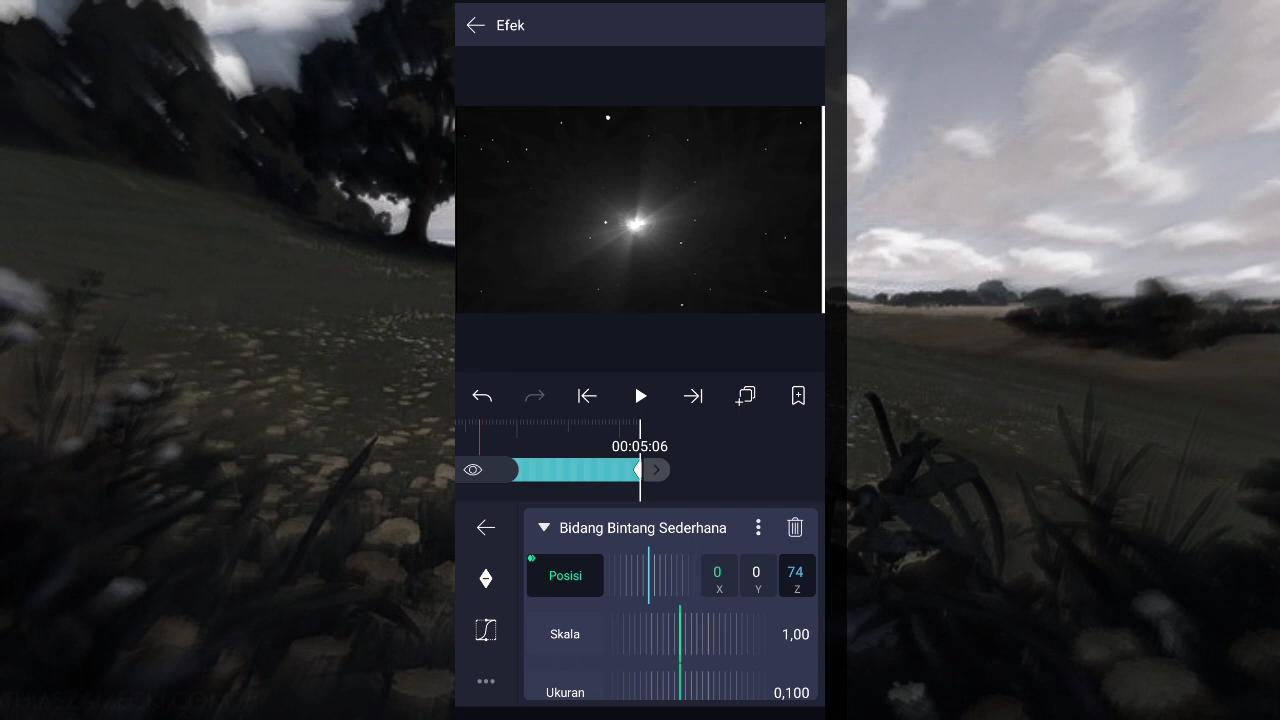 Efek
00:05:06
Bidang Bintang Sederhana
Posisi
0
0
74
X
Y
Z
Skala
1,00
Ukuran
0,100